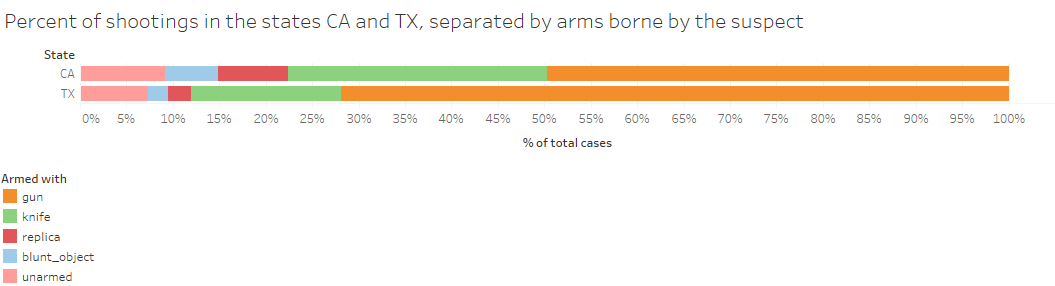 Percent of shootings in the states CA and TX, separated by arms borne by the suspect
State
CA
TX
0% 5% 10% 15% 20% 25% 30% 35% 40% 45% 50% 55% 60% 65% 70% 75% 80% 85% 90% 95% 100%
% of total cases
Armed with
gun
knife
replica
blunt_object
unarmed